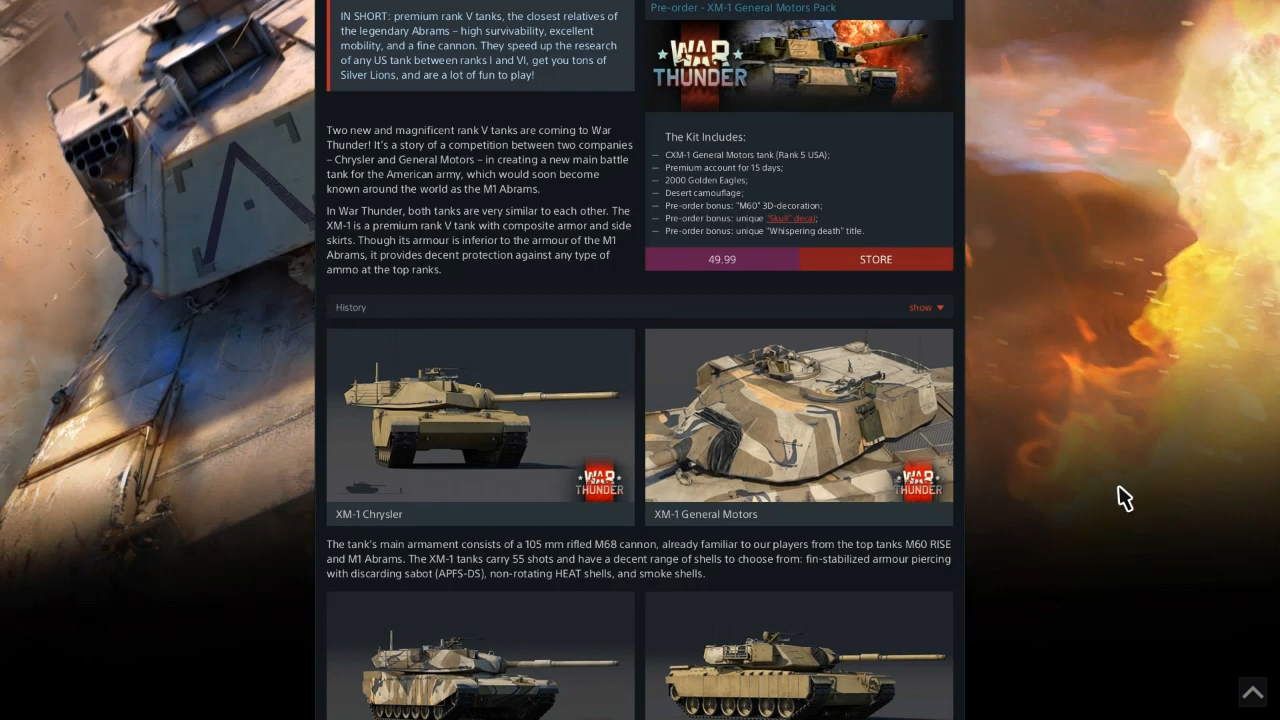 IN SHORT: premium rank V tanks, the closest relatives of
the legendary Abrams – high survivability, excellent
mobility, and a fine cannon. They speed up the research
of any US tank between ranks I and VI, get you tons of
Silver Lions, and are a lot of fun to play!
Two new and magnificent rank V tanks are coming to War
Thunder! It's a story of a competition between two companies
– Chrysler and General Motors – in creating a new main battle
tank for the American army, which would soon become
known around the world as the M1 Abrams.
In War Thunder, both tanks are very similar to each other. The
XM-1 is a premium rank V tank with composite armor and side
skirts. Though its armour is inferior to the armour of the M1
Abrams, it provides decent protection against any type of
ammo at the top ranks.
Pre-order - XM-1 General Motors Pack
WAR
THUNDER
The Kit Includes:
— CXM-1 General Motors tank (Rank 5 USA);
— Premium account for 15 days;
— 2000 Golden Eagles;
— Desert camouflage;
— Pre-order bonus: "M60" 3D-decoration;
— Pre-order bonus: unique "Skull" decal;
— Pre-order bonus: unique "Whispering death" title.
49.99 STORE
History show
WAR
THUNDER
WAR
THUNDER
XM-1 Chrysler
XM-1 General Motors
The tank's main armament consists of a 105 mm rifled M68 cannon, already familiar to our players from the top tanks M60 RISE
and M1 Abrams. The XM-1 tanks carry 55 shots and have a decent range of shells to choose from: fin-stabilized armour piercing
with discarding sabot (APFS-DS), non-rotating HEAT shells, and smoke shells.